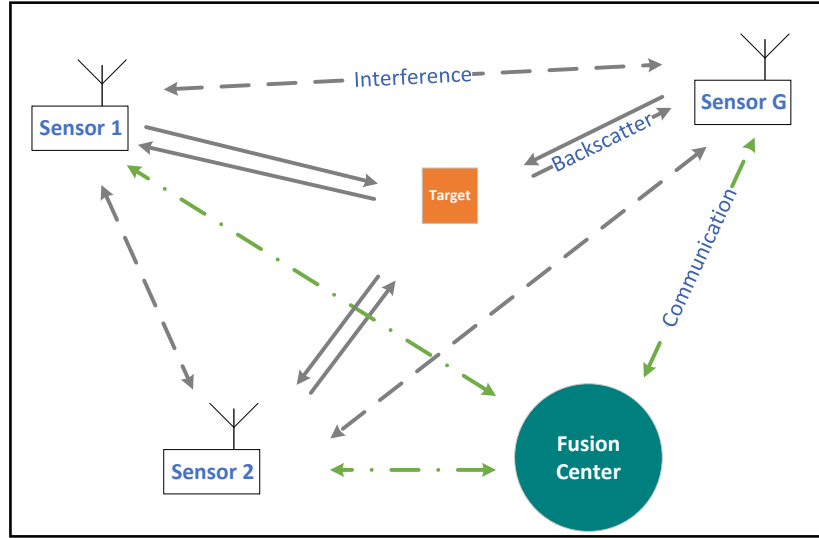 Interference
Sensor 1
Sensor G
Backscatter
Target
Communication
Sensor 2
Fusion
Center